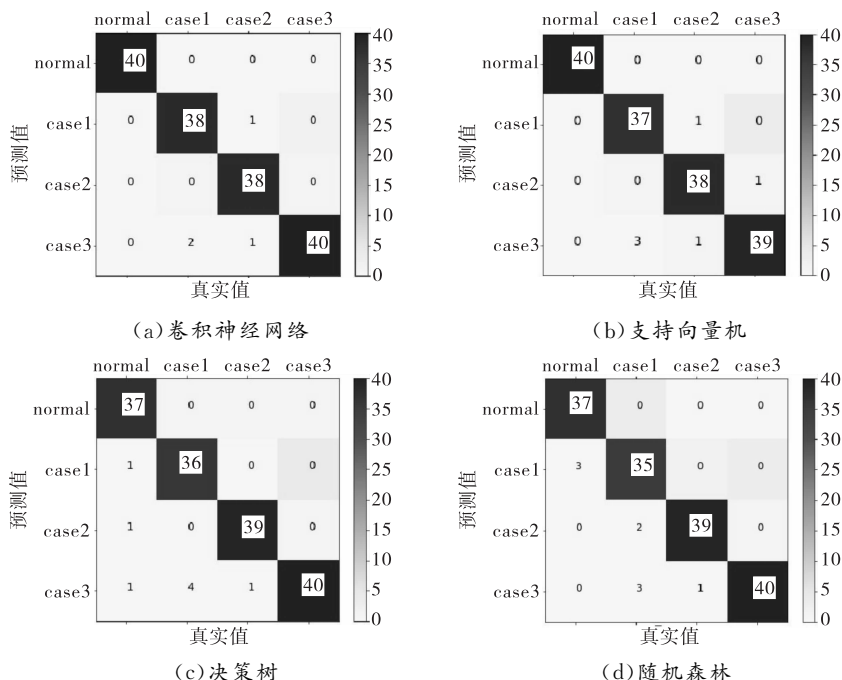 normal case1 case2 case3
normal 40 0 0 0
case1 0 38 1 0
case2 0 0 38 0
case3 0 2 1 40
预测值
真实值
40
35
30
25
20
15
10
5
0
(a)卷积神经网络
normal case1 case2 case3
normal 40 0 0 0
case1 0 37 1 0
case2 0 0 38 1
case3 0 3 1 39
预测值
真实值
40
35
30
25
20
15
10
5
0
(b)支持向量机
normal case1 case2 case3
normal 37 0 0 0
case1 1 36 0 0
case2 1 0 39 0
case3 1 4 1 40
预测值
真实值
40
35
30
25
20
15
10
5
0
(c)决策树
normal case1 case2 case3
normal 37 0 0 0
case1 3 35 0 0
case2 0 2 39 0
case3 0 3 1 40
预测值
真实值
40
35
30
25
20
15
10
5
0
(d)随机森林